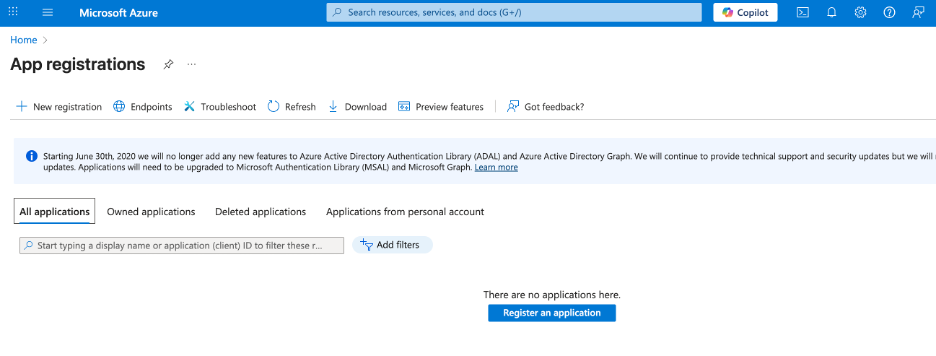 Microsoft Azure
Search resources, services, and docs (G+/)
Copilot
Home
App registrations
New registration Endpoints Troubleshoot Refresh Download Preview features Got feedback?
Starting June 30th, 2020 we will no longer add any new features to Azure Active Directory Authentication Library (ADAL) and Azure Active Directory Graph. We will continue to provide technical support and security updates but we will
updates. Applications will need to be upgraded to Microsoft Authentication Library (MSAL) and Microsoft Graph. Learn more
All applications Owned applications Deleted applications Applications from personal account
Start typing a display name or application (client) ID to filter these r...
Add filters
There are no applications here.
Register an application